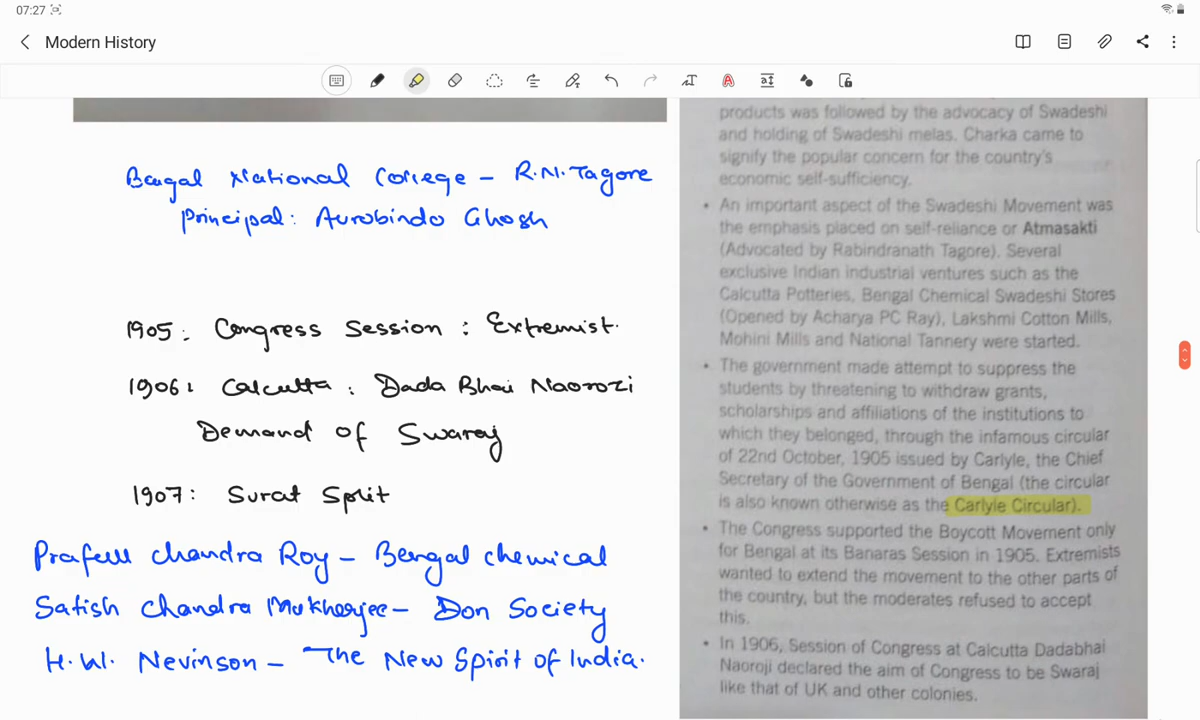 07:27
Modern History
Bengal National College - R.N. Tagore
Principal: Aurobindo Ghosh
1905: Congress Session : Extremist.
1906: Calcutta : Dada Bhai Naorozi
Demand of Swaraj
1907: Surat Split
Prafull Chandra Roy - Bengal chemical
Satish Chandra Mukherjee - Don Society
H.W. Nevinson - The New Spirit of India.
products was followed by the advocacy of Swadeshi
and holding of Swadeshi melas. Charka came to
signify the popular concern for the country's
economic self-sufficiency.
• An important aspect of the Swadeshi Movement was
the emphasis placed on self-reliance or Atmasakti
(Advocated by Rabindranath Tagore). Several
exclusive Indian industrial ventures such as the
Calcutta Potteries, Bengal Chemical Swadeshi Stores
(Opened by Acharya PC Ray), Lakshmi Cotton Mills,
Mohini Mills and National Tannery were started.
• The government made attempt to suppress the
students by threatening to withdraw grants,
scholarships and affiliations of the institutions to
which they belonged, through the infamous circular
of 22nd October, 1905 issued by Carlyle, the Chief
Secretary of the Government of Bengal (the circular
is also known otherwise as the Carlyle Circular).
• The Congress supported the Boycott Movement only
for Bengal at its Banaras Session in 1905. Extremists
wanted to extend the movement to the other parts of
the country, but the moderates refused to accept
this.
• In 1906, Session of Congress at Calcutta Dadabhai
Naoroji declared the aim of Congress to be Swaraj
like that of UK and other colonies.